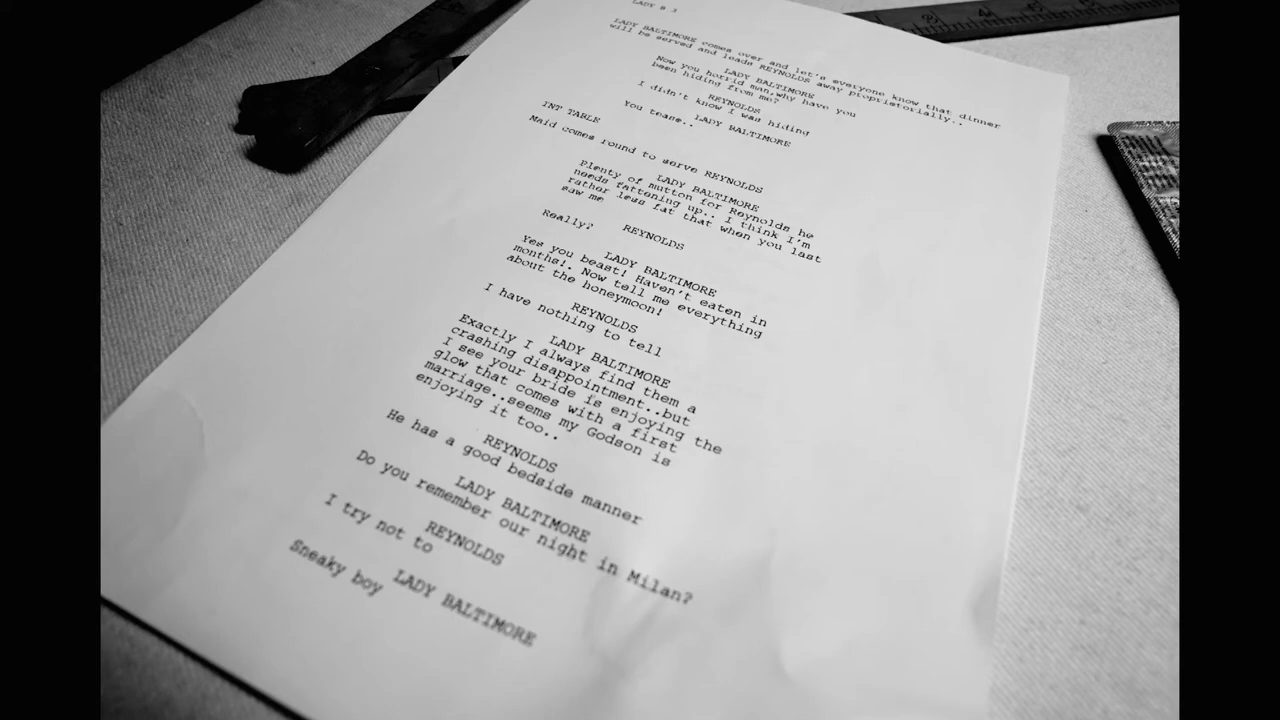 LADY B 3
LADY BALTIMORE comes over and let's everyone know that dinner
will be served and leads REYNOLDS away proprietorially..
LADY BALTIMORE
Now you horrid man,why have you
been hiding from me?
REYNOLDS
I didn't know I was hiding
LADY BALTIMORE
You tease..
INT TABLE
Maid comes round to serve REYNOLDS
LADY BALTIMORE
Plenty of mutton for Reynolds he
needs fattening up.. I think I'm
rather less fat that when you last
saw me
REYNOLDS
Really?
LADY BALTIMORE
Yes you beast! Haven't eaten in
months!. Now tell me everything
about the honeymoon!
REYNOLDS
I have nothing to tell
LADY BALTIMORE
Exactly I always find them a
crashing disappointment..but
I see your bride is enjoying the
glow that comes with a first
marriage..seems my Godson is
enjoying it too..
REYNOLDS
He has a good bedside manner
LADY BALTIMORE
Do you remember our night in Milan?
REYNOLDS
I try not to
LADY BALTIMORE
Sneaky boy